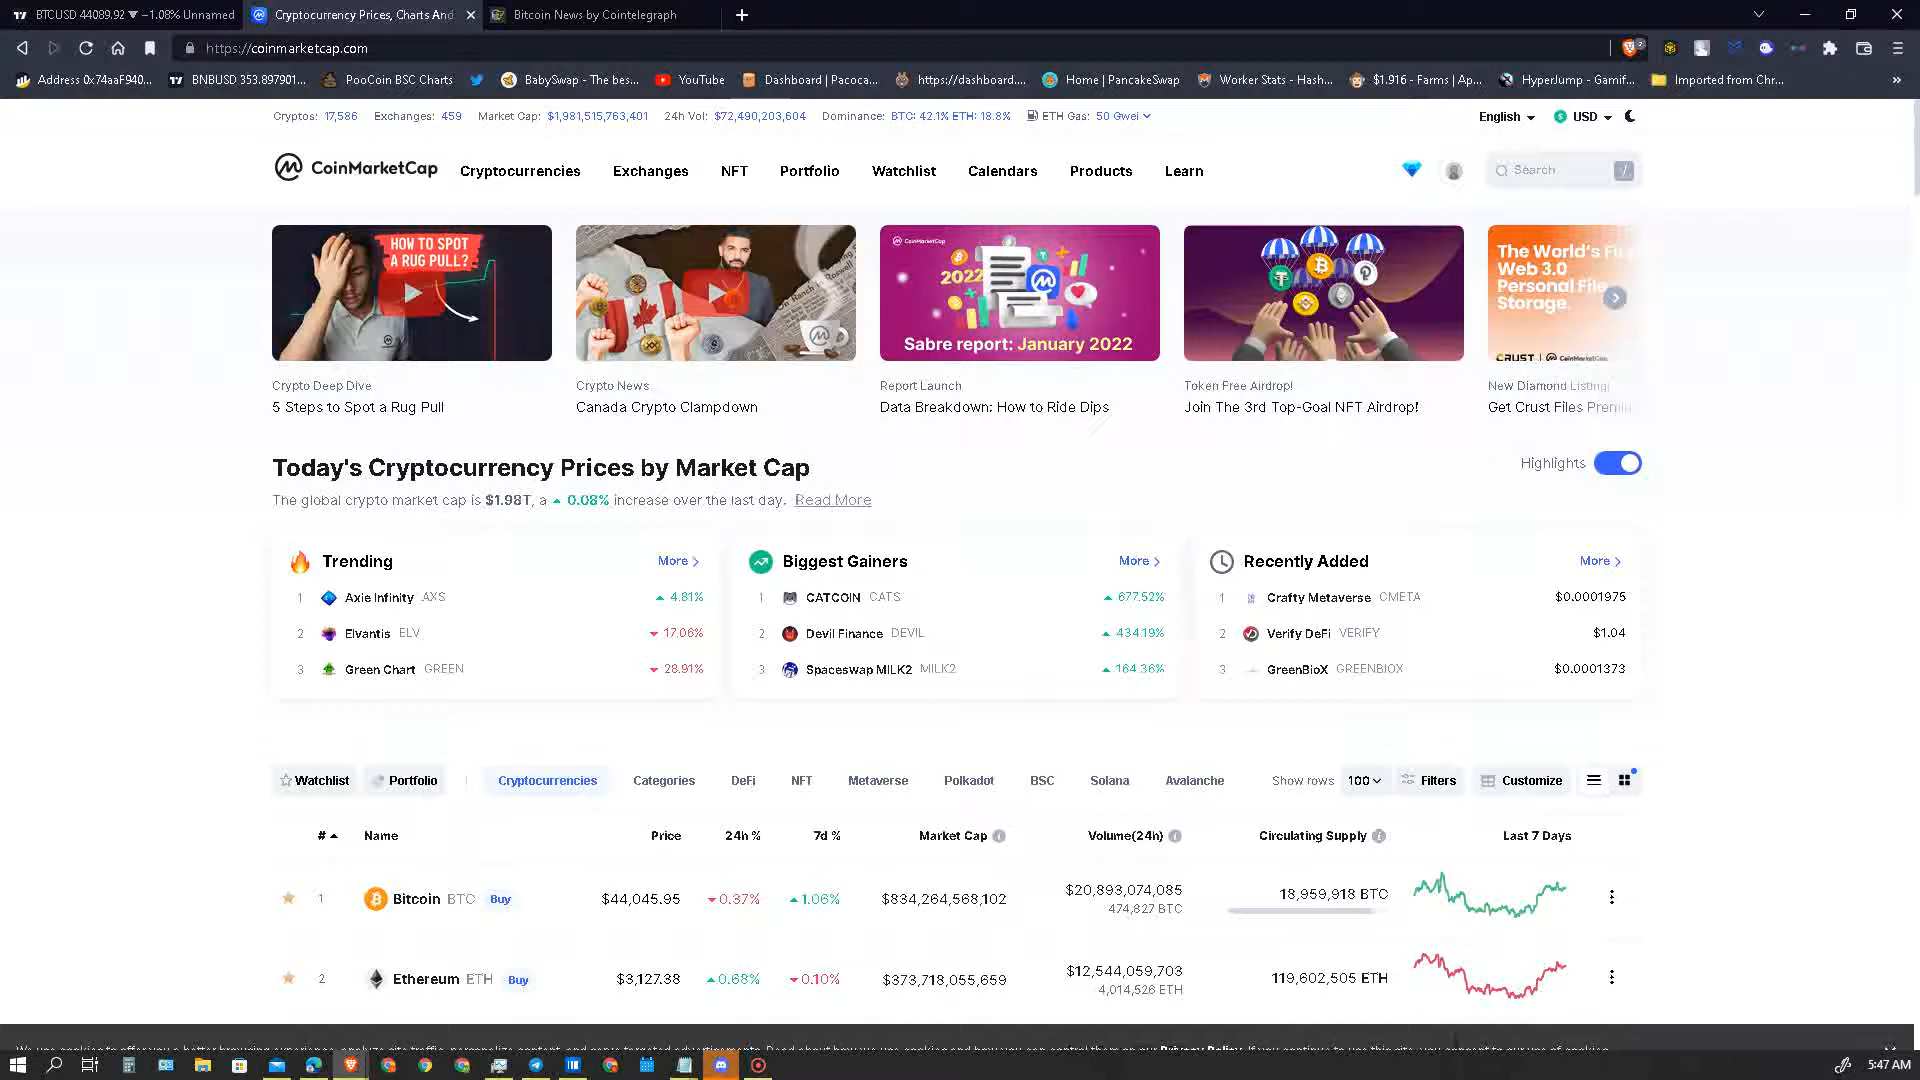 BTCUSD 44089.92 ▼ −1.08% Unnamed
Cryptocurrency Prices, Charts And
Bitcoin News by Cointelegraph
https://coinmarketcap.com
Address 0x74aaF940...
BNBUSD 353.897901...
PooCoin BSC Charts
BabySwap - The bes...
YouTube
Dashboard | Pacoca...
https://dashboard....
Home | PancakeSwap
Worker Stats - Hash...
$1.916 - Farms | Ap...
HyperJump - Gamif...
Imported from Chr...
Cryptos: 17,586 Exchanges: 459 Market Cap: $1,981,515,763,401 24h Vol: $72,490,203,604 Dominance: BTC: 42.1% ETH: 18.8% ETH Gas: 50 Gwei
English USD
CoinMarketCap Cryptocurrencies Exchanges NFT Portfolio Watchlist Calendars Products Learn
Search /
HOW TO SPOT
A RUG PULL?
CoinMarketCap
2022
Sabre report: January 2022
The World's Fi
Web 3.0
Personal File
Storage.
CRUST | CoinMarketCap
Crypto Deep Dive
5 Steps to Spot a Rug Pull
Crypto News
Canada Crypto Clampdown
Report Launch
Data Breakdown: How to Ride Dips
Token Free Airdrop!
Join The 3rd Top-Goal NFT Airdrop!
New Diamond Listing
Get Crust Files Premiu
Today's Cryptocurrency Prices by Market Cap
Highlights
The global crypto market cap is $1.98T, a 0.08% increase over the last day. Read More
Trending More
1 Axie Infinity AXS 4.81%
2 Elvantis ELV 17.06%
3 Green Chart GREEN 28.91%
Biggest Gainers More
1 CATCOIN CATS 677.52%
2 Devil Finance DEVIL 434.19%
3 Spaceswap MILK2 MILK2 164.36%
Recently Added More
1 Crafty Metaverse CMETA $0.0001975
2 Verify DeFi VERIFY $1.04
3 GreenBioX GREENBIOX $0.0001373
Watchlist Portfolio Cryptocurrencies Categories DeFi NFT Metaverse Polkadot BSC Solana Avalanche Show rows 100 Filters Customize
# Name Price 24h % 7d % Market Cap Volume(24h) Circulating Supply Last 7 Days
1 Bitcoin BTC Buy $44,045.95 0.37% 1.06% $834,264,568,102 $20,893,074,085 18,959,918 BTC
474,827 BTC
2 Ethereum ETH Buy $3,127.38 0.68% 0.10% $373,718,055,659 $12,544,059,703 119,602,505 ETH
4,014,526 ETH
5:47 AM